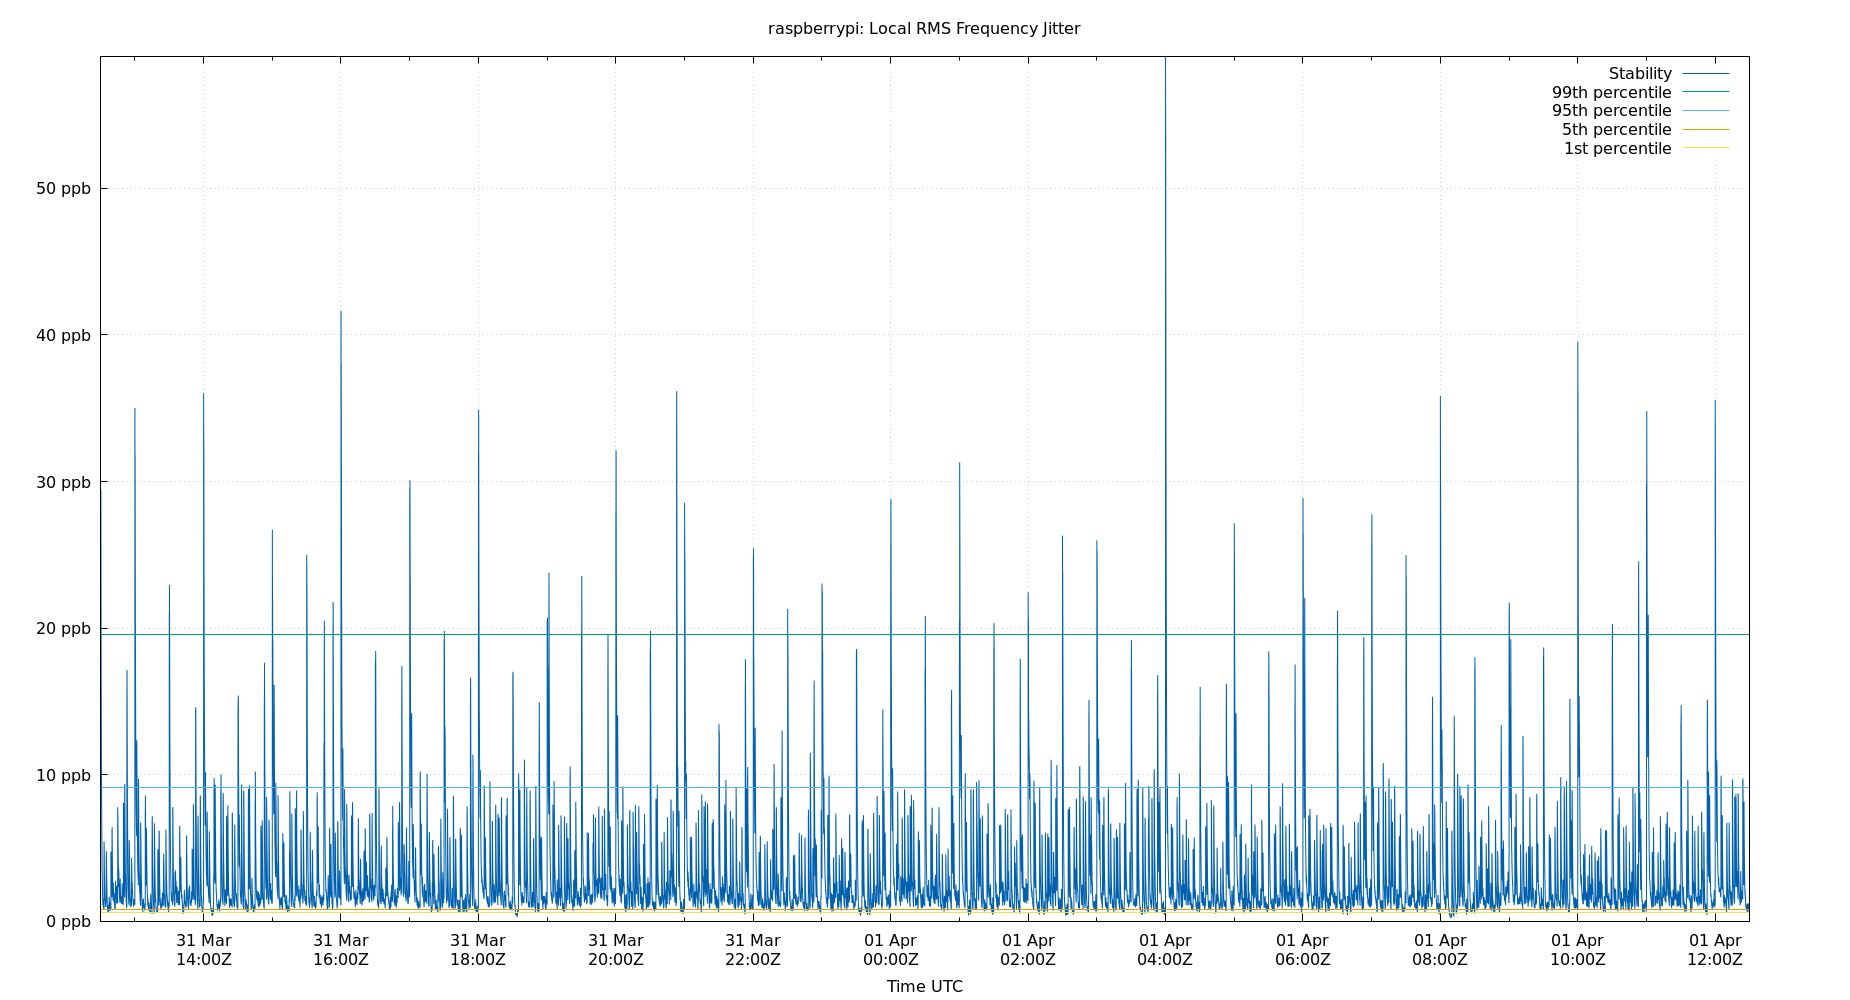 raspberrypi: Local RMS Frequency Jitter
Stability
99th percentile
95th percentile
5th percentile
1st percentile
50 ppb
40 ppb
30 ppb
20 ppb
10 ppb
0 ppb
31 Mar 31 Mar 31 Mar 31 Mar 31 Mar 01 Apr 01 Apr 01 Apr 01 Apr 01 Apr 01 Apr 01 Apr
14:00Z 16:00Z 18:00Z 20:00Z 22:00Z 00:00Z 02:00Z 04:00Z 06:00Z 08:00Z 10:00Z 12:00Z
Time UTC